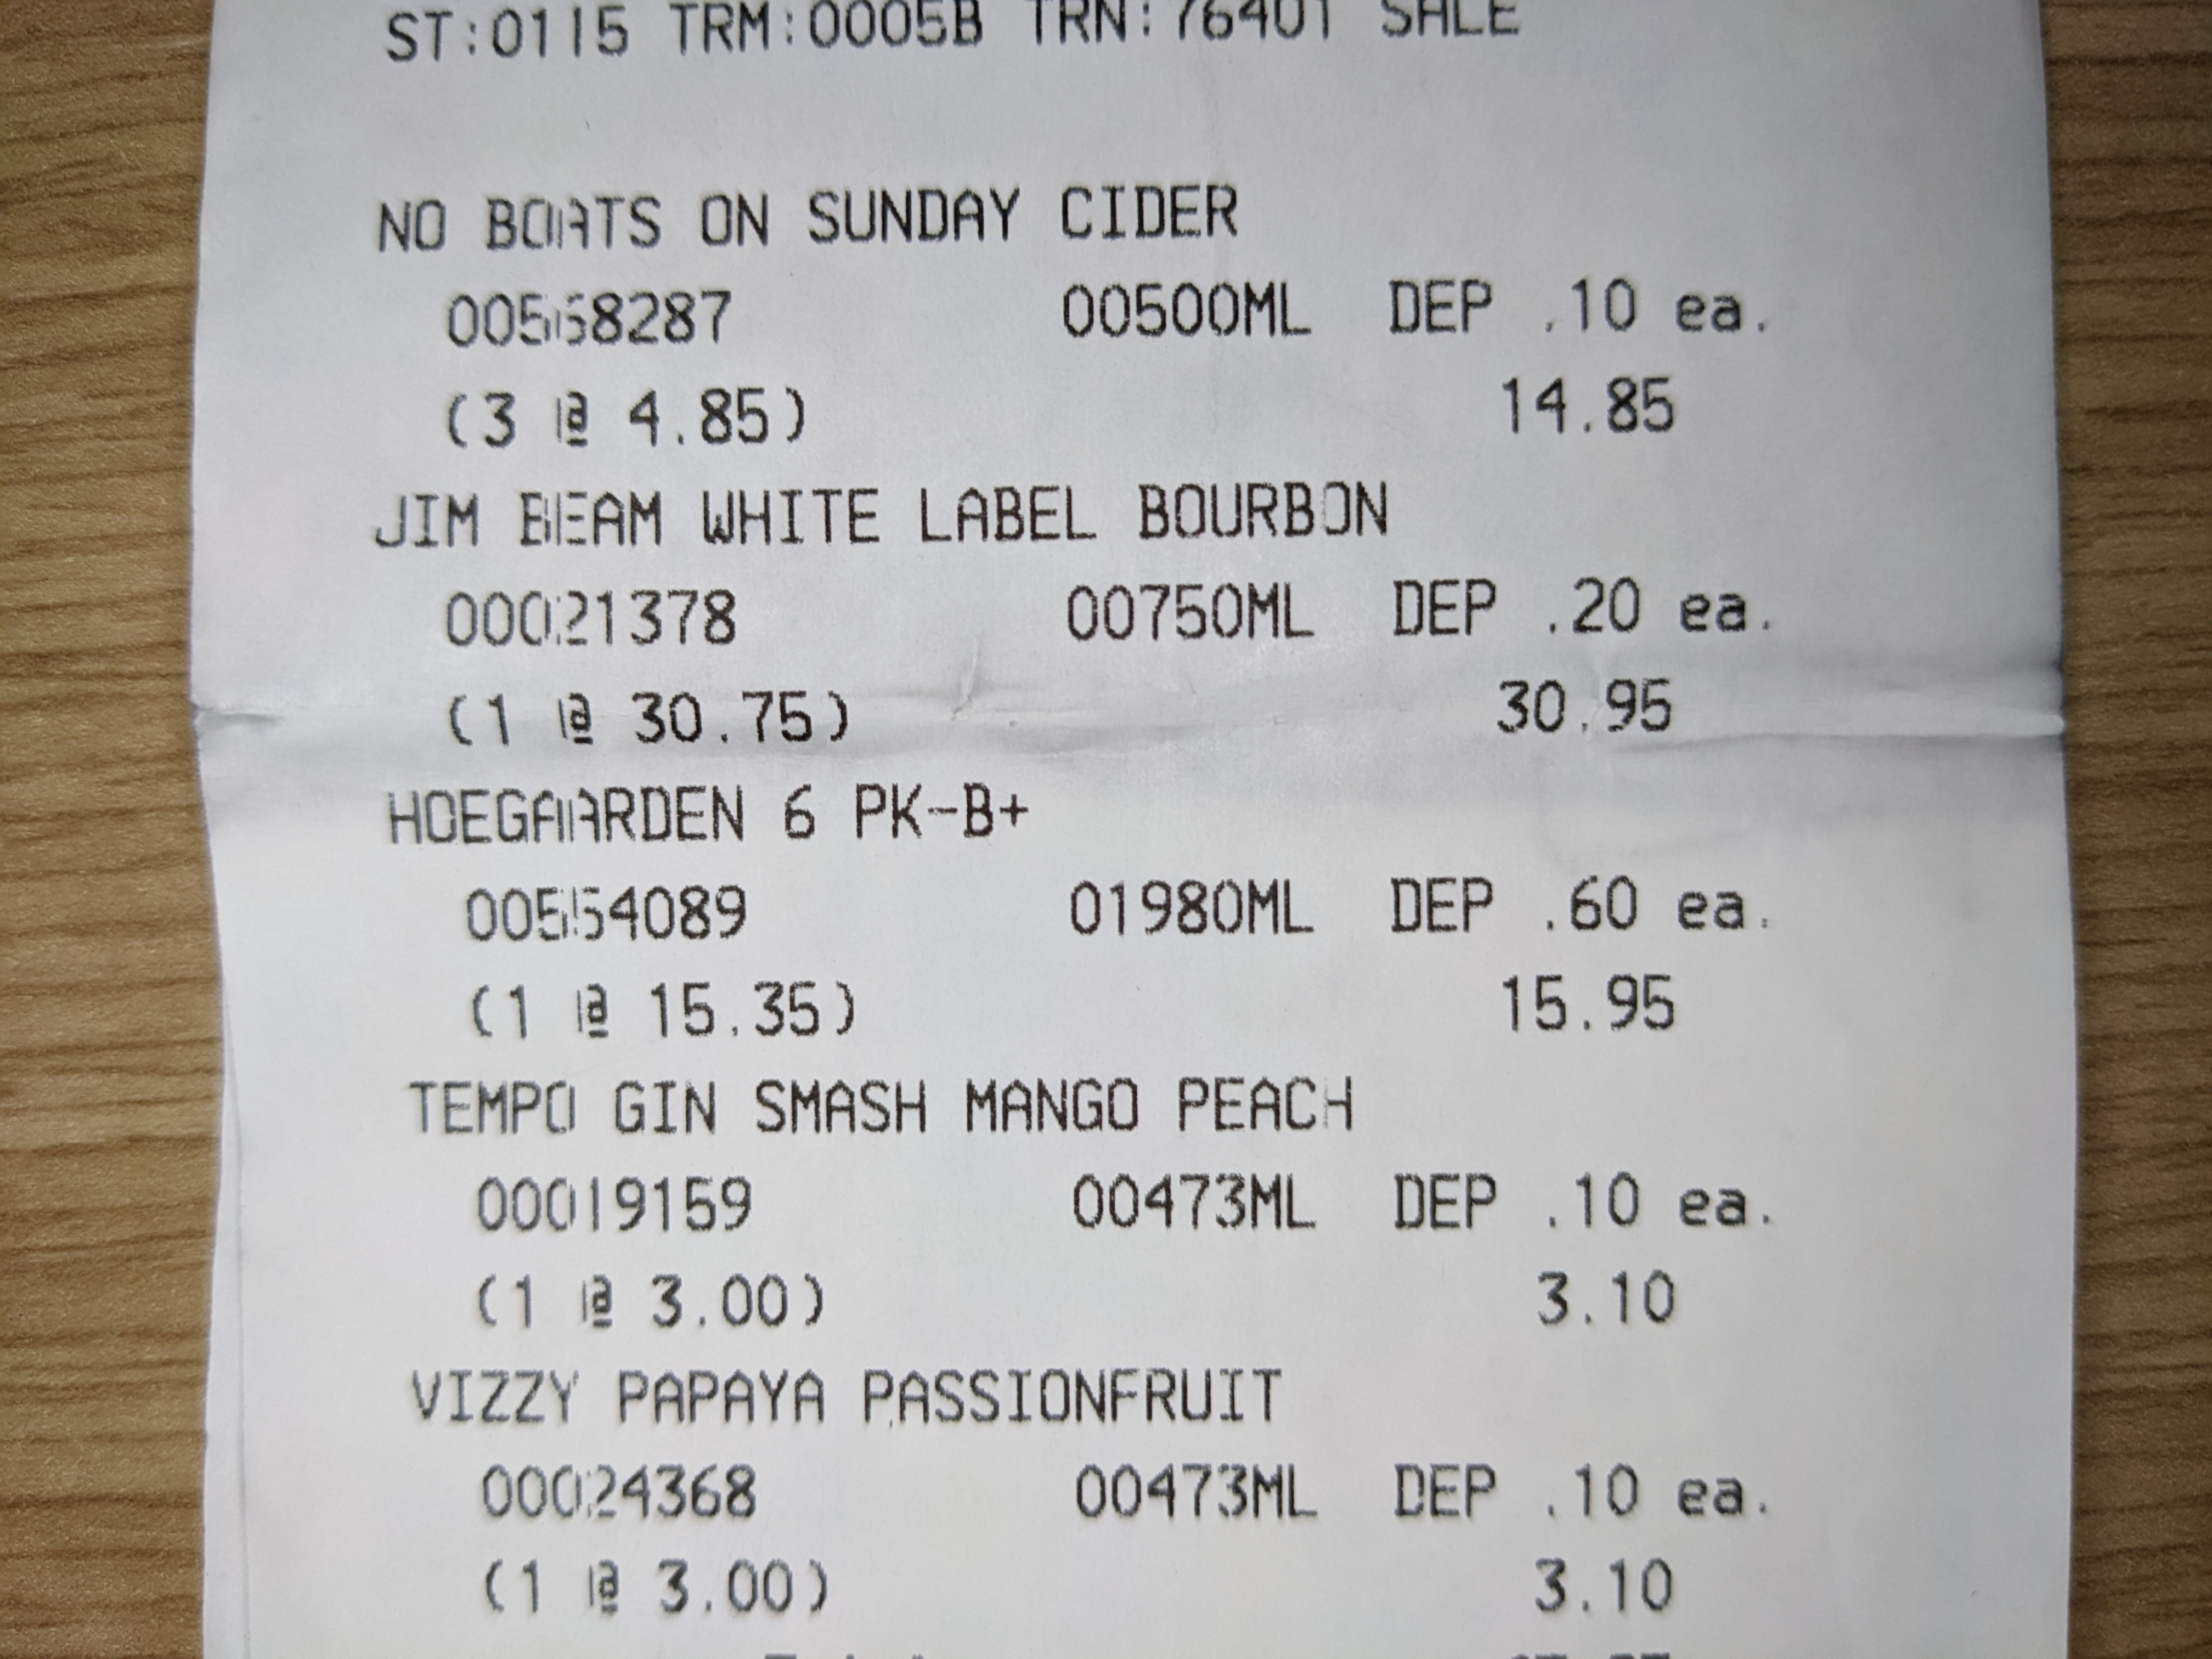 ST:0115 TRM:0005B TRN:76401 SALE
NO BOATS ON SUNDAY CIDER
00568287 00500ML DEP .10 ea.
(3 @ 4.85) 14.85
JIM BEAM WHITE LABEL BOURBON
00021378 00750ML DEP .20 ea.
(1 @ 30.75) 30.95
HOEGAARDEN 6 PK-B+
00554089 01980ML DEP .60 ea.
(1 @ 15.35) 15.95
TEMPO GIN SMASH MANGO PEACH
00019159 00473ML DEP .10 ea.
(1 @ 3.00) 3.10
VIZZY PAPAYA PASSIONFRUIT
00024368 00473ML DEP .10 ea.
(1 @ 3.00) 3.10